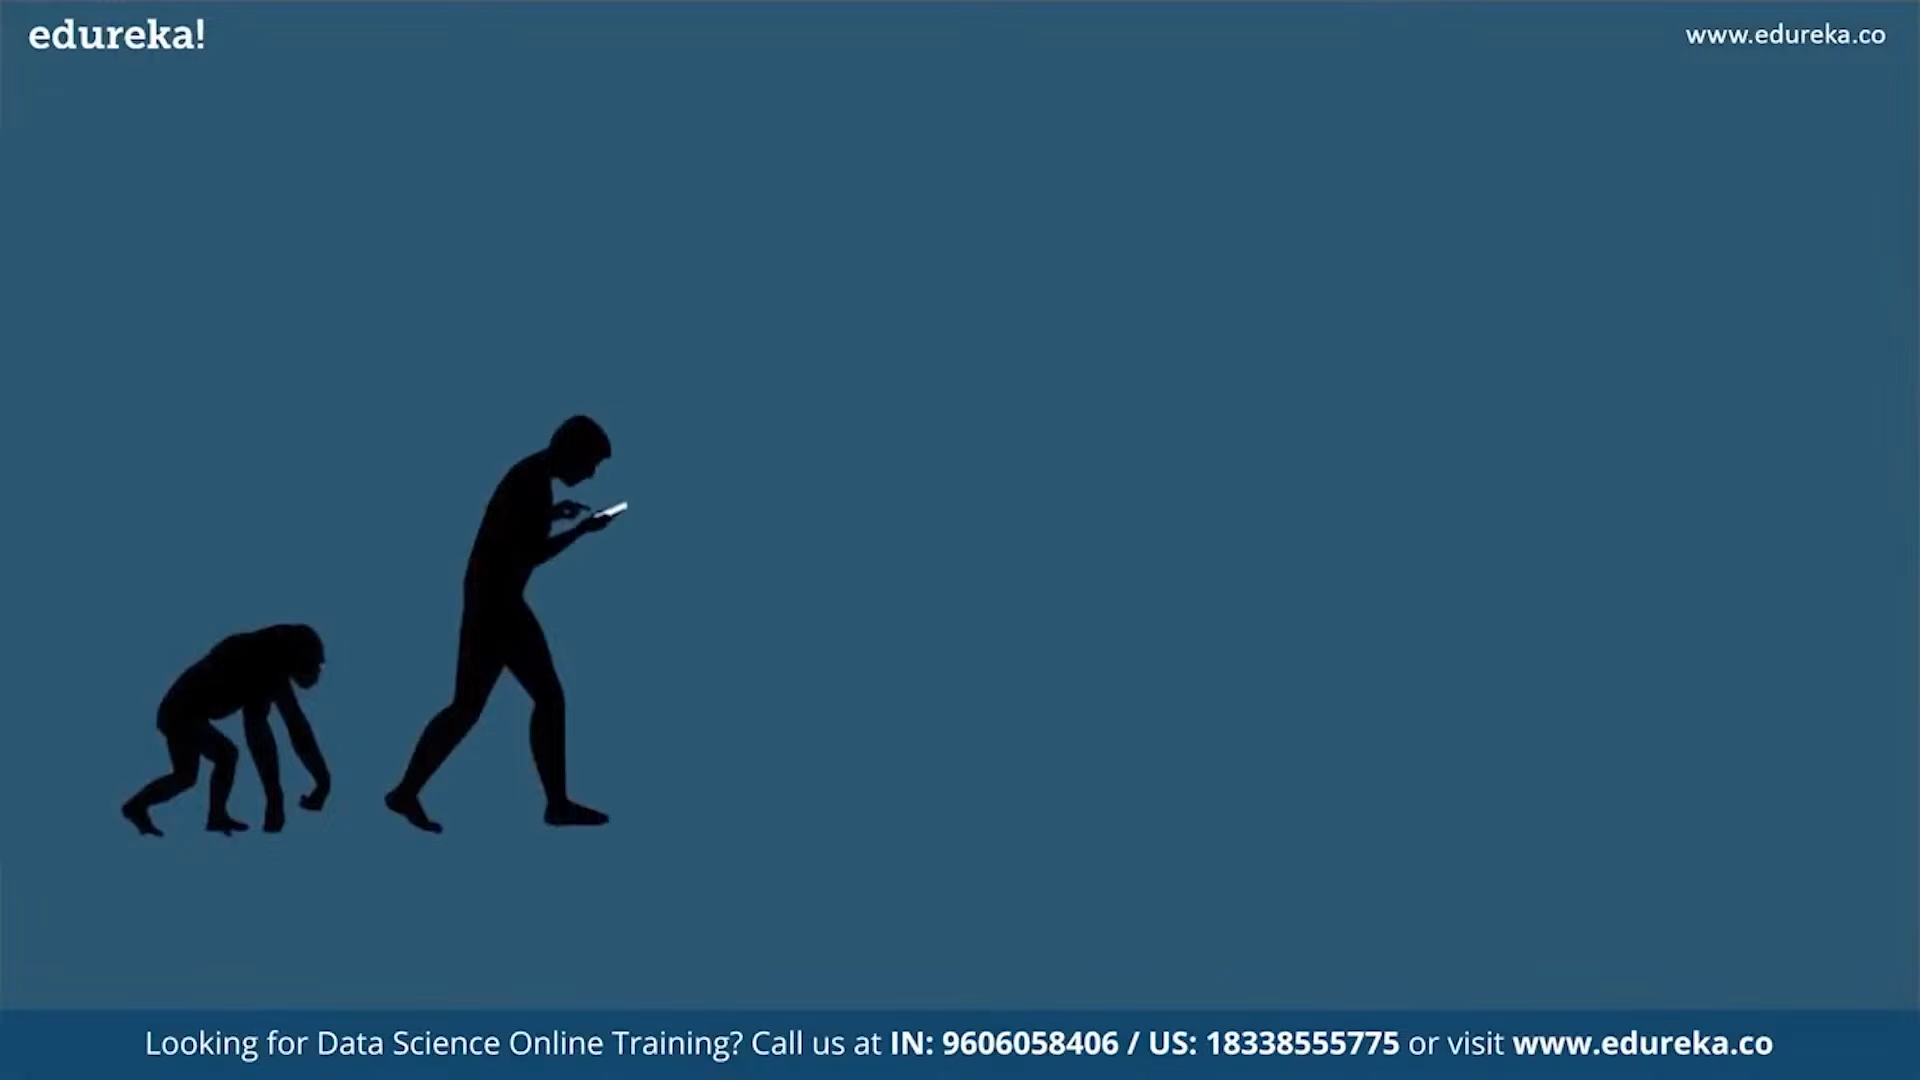 edureka!
www.edureka.co
Looking for Data Science Online Training? Call us at IN: 9606058406 / US: 18338555775 or visit www.edureka.co